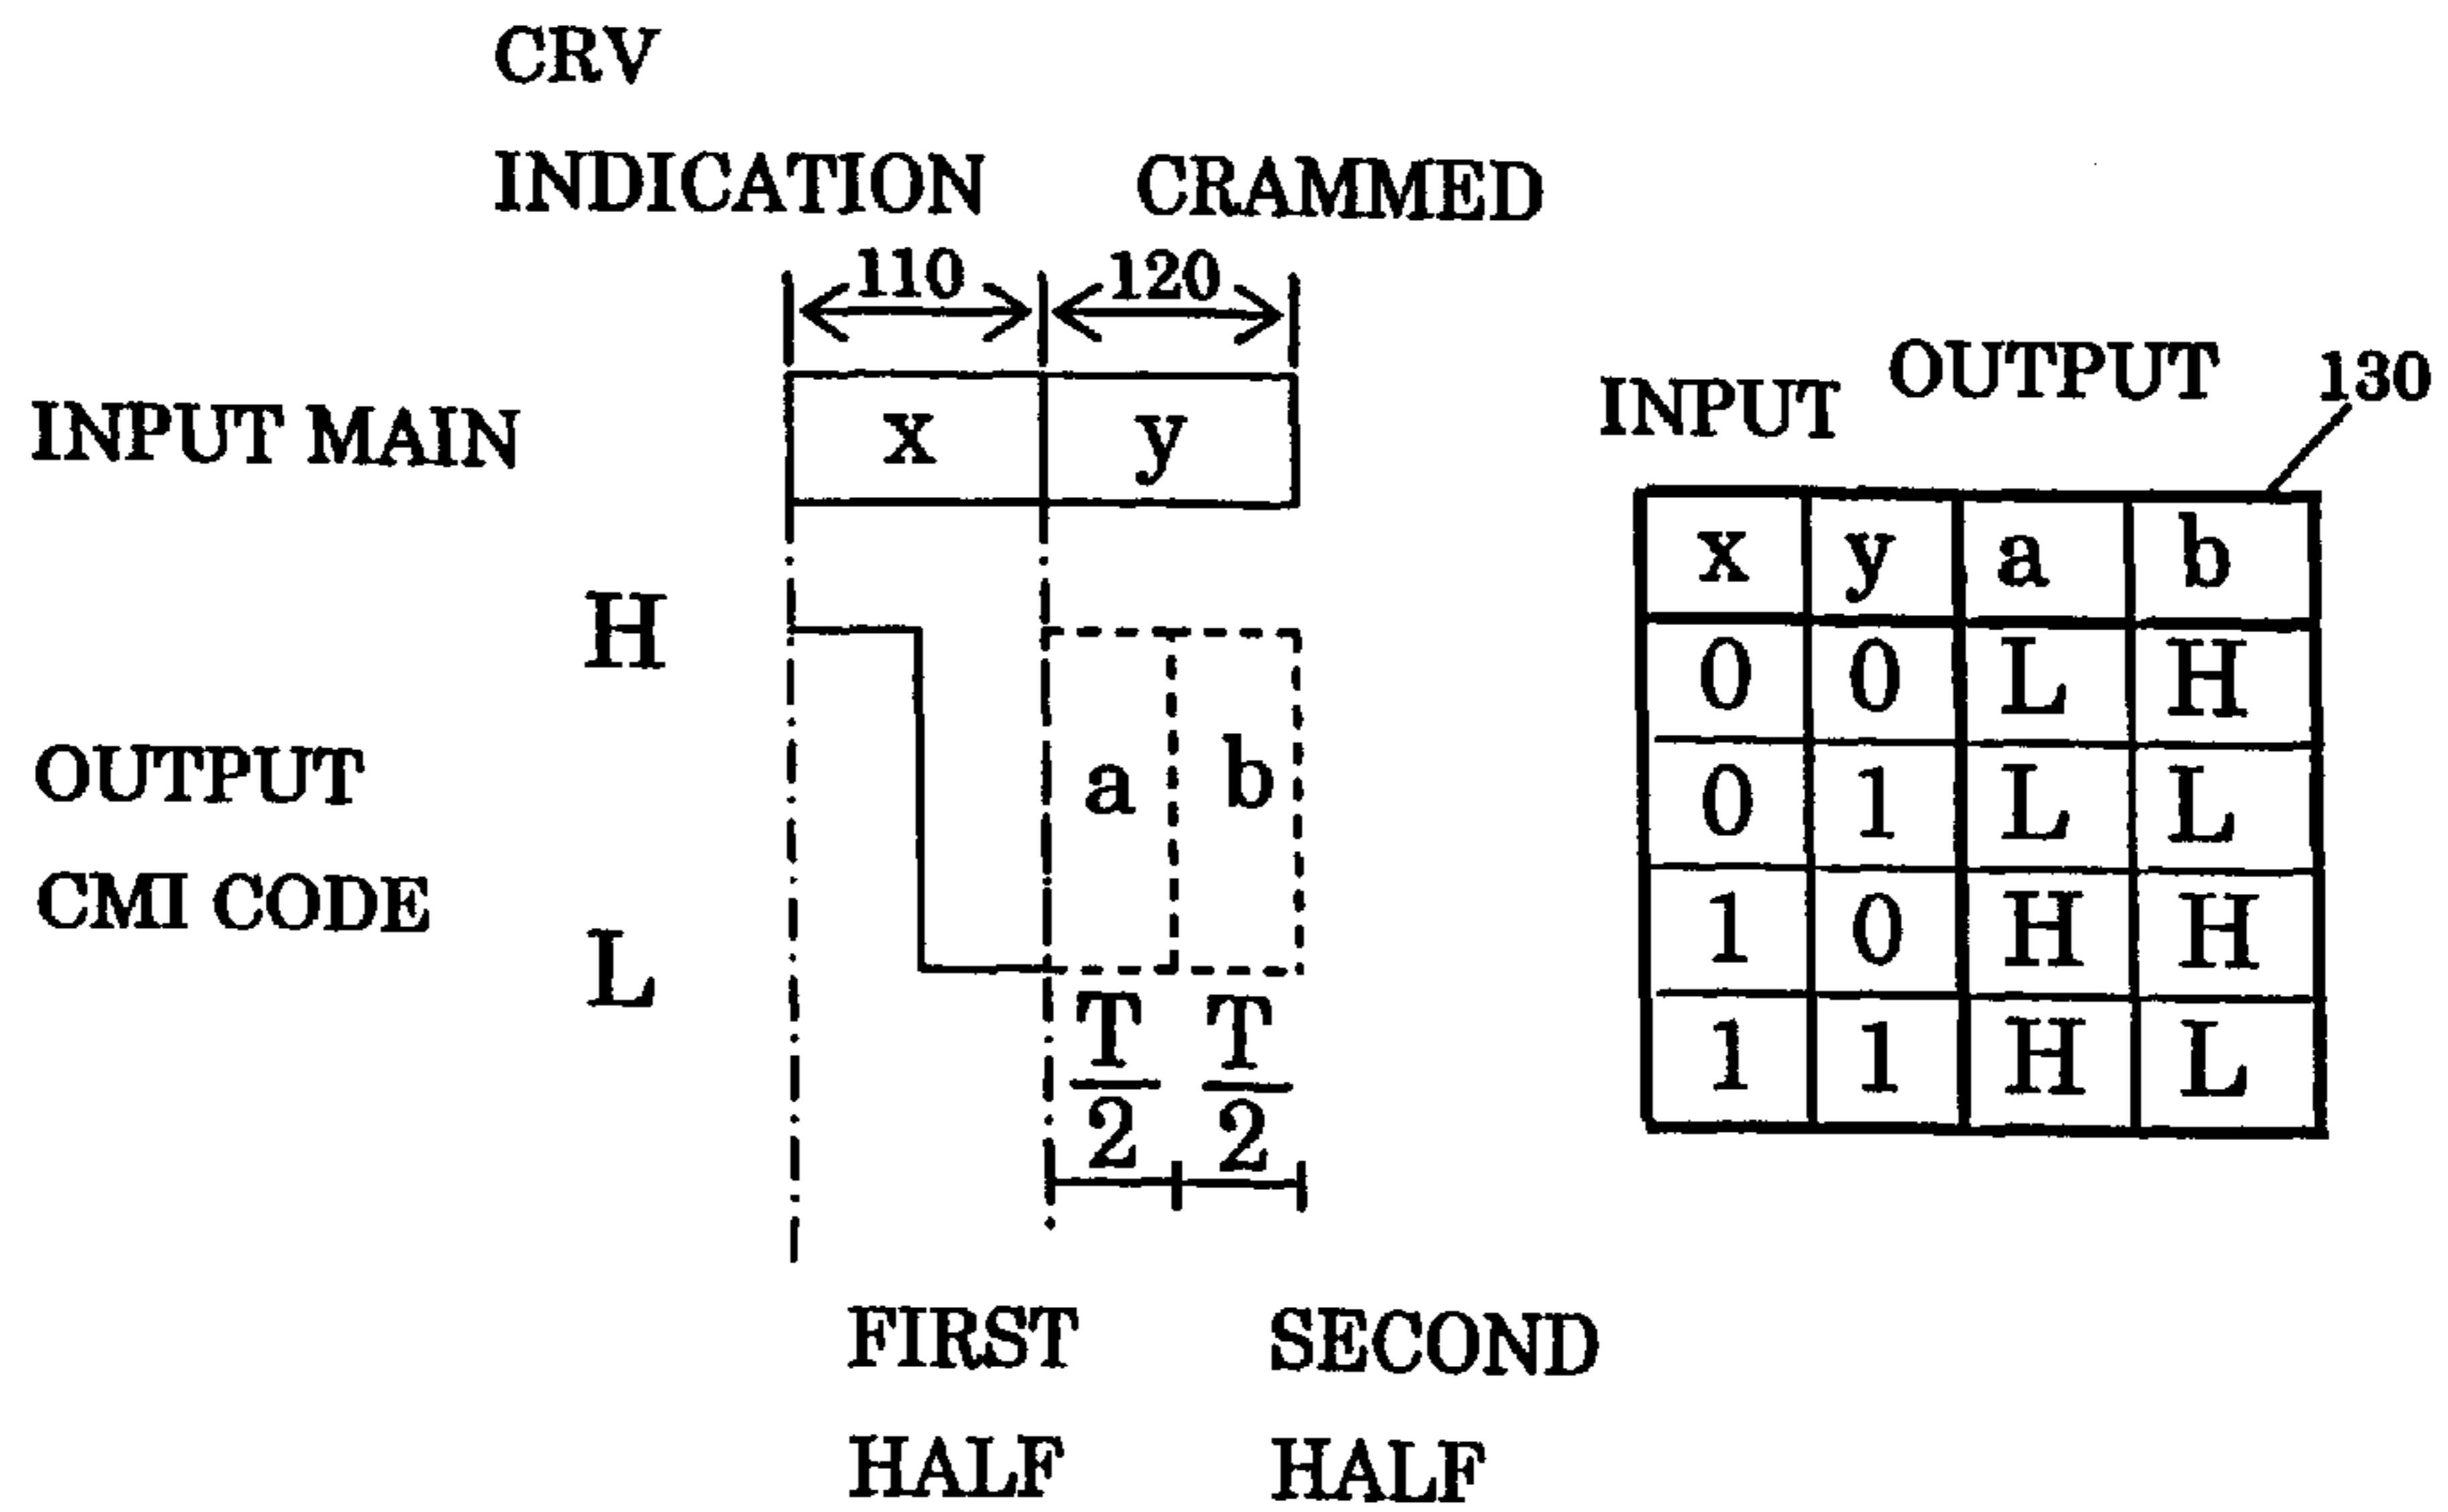 CRV
INDICATION CRAMMED
110 120
INPUT MAIN x y
H
OUTPUT
CMI CODE
a b
L
T/2 T/2
FIRST SECOND
HALF HALF
INPUT OUTPUT 130
x y a b
0 0 L H
0 1 L L
1 0 H H
1 1 H L